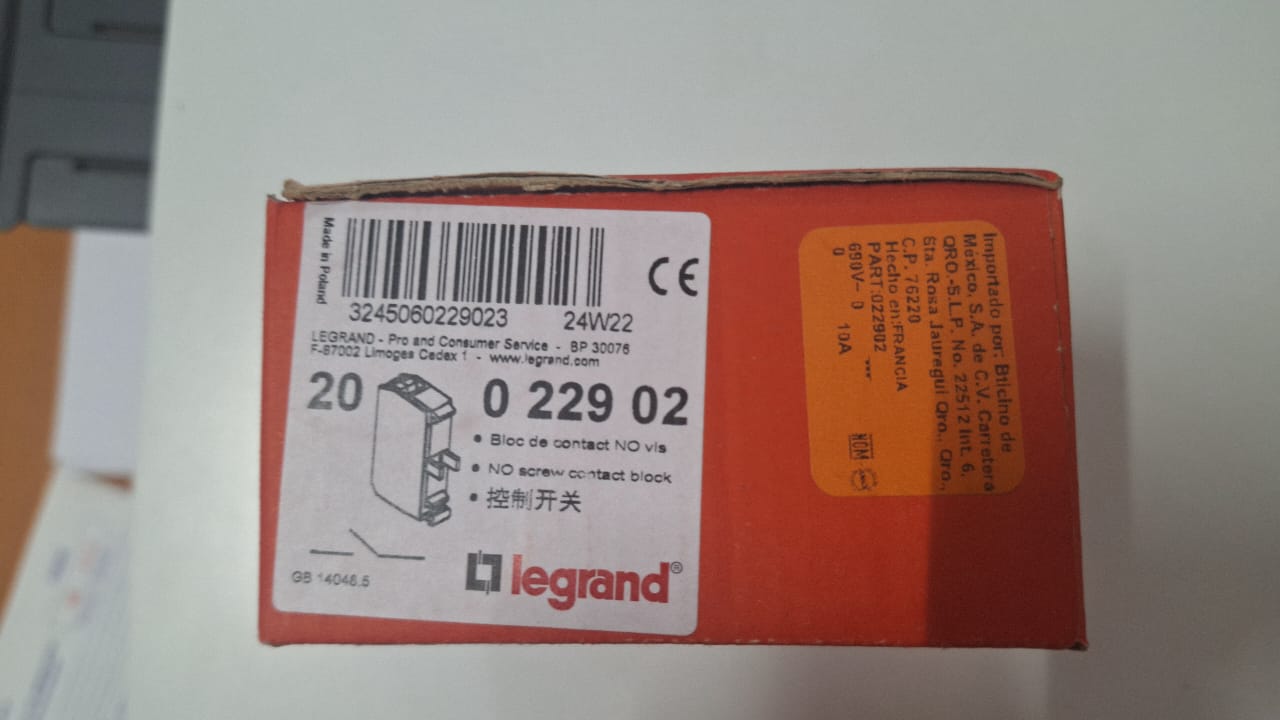 Made in Poland
3245060229023 24W22
CE
LEGRAND - Pro and Consumer Service - BP 30076
F-87002 Limoges Cedex 1 - www.legrand.com
20 0 229 02
• Bloc de contact NO vis
• NO screw contact block
• 控制开关
GB 14048.5
legrand®
Importado por: Bticino de
México, S.A. de C.V. Carretera
QRO.-S.L.P. No. 22512 Int. 6,
Sta. Rosa Jauregui Qro., Qro.,
C.P. 76220
Hecho en:FRANCIA
PART:022902
690V~ 0
0 10A
NOM